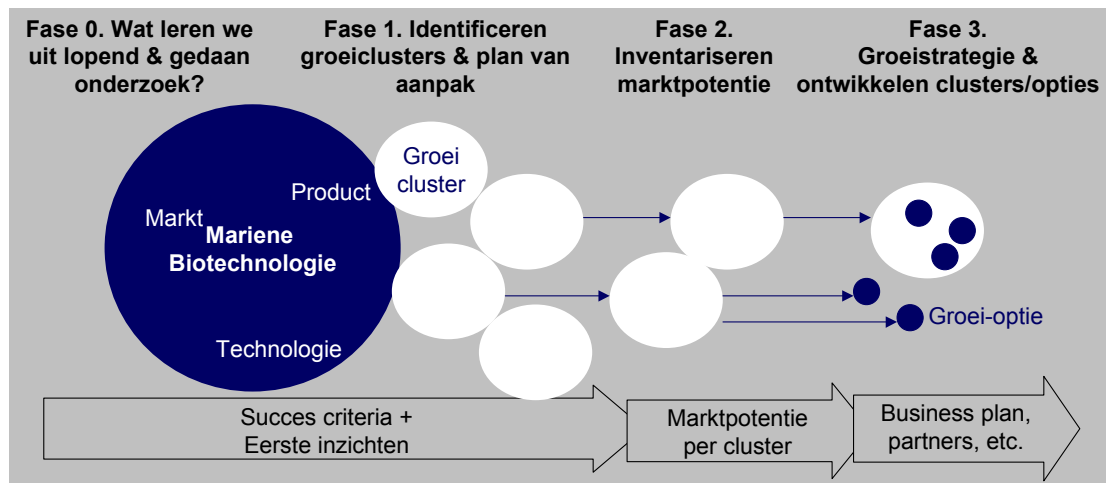 Fase 0. Wat leren we
uit lopend & gedaan
onderzoek?
Fase 1. Identificeren
groeiclusters & plan van
aanpak
Fase 2.
Inventariseren
marktpotentie
Fase 3.
Groeistrategie &
ontwikkelen clusters/opties
Groei
cluster
Product
Markt
Mariene
Biotechnologie
Technologie
Groei-optie
Succes criteria +
Eerste inzichten
Marktpotentie
per cluster
Business plan,
partners, etc.